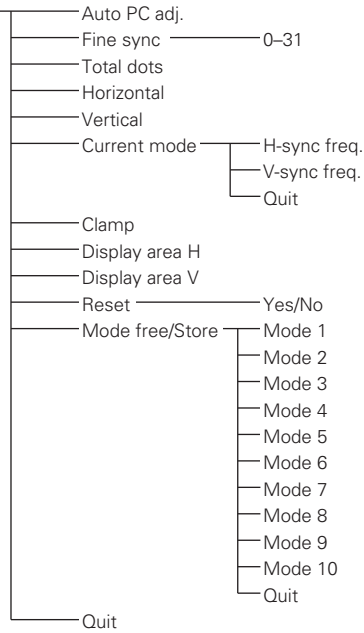 Auto PC adj.
Fine sync 0–31
Total dots
Horizontal
Vertical
Current mode H-sync freq.
V-sync freq.
Quit
Clamp
Display area H
Display area V
Reset Yes/No
Mode free/Store Mode 1
Mode 2
Mode 3
Mode 4
Mode 5
Mode 6
Mode 7
Mode 8
Mode 9
Mode 10
Quit
Quit